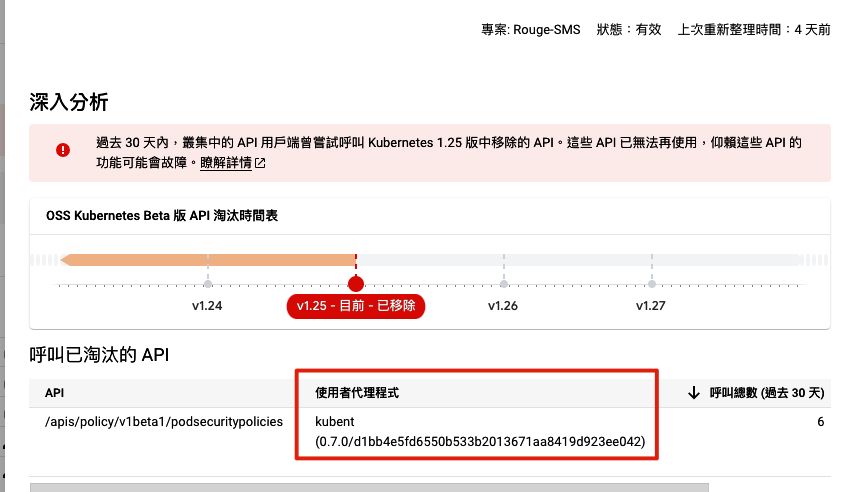 專案: Rouge-SMS 狀態：有效 上次重新整理時間：4 天前
深入分析
過去 30 天內，叢集中的 API 用戶端曾嘗試呼叫 Kubernetes 1.25 版中移除的 API。這些 API 已無法再使用，仰賴這些 API 的
功能可能會故障。瞭解詳情
OSS Kubernetes Beta 版 API 淘汰時間表
v1.24 v1.25 - 目前 - 已移除 v1.26 v1.27
呼叫已淘汰的 API
API 使用者代理程式 呼叫總數 (過去 30 天)
/apis/policy/v1beta1/podsecuritypolicies kubent 6
(0.7.0/d1bb4e5fd6550b533b2013671aa8419d923ee042)